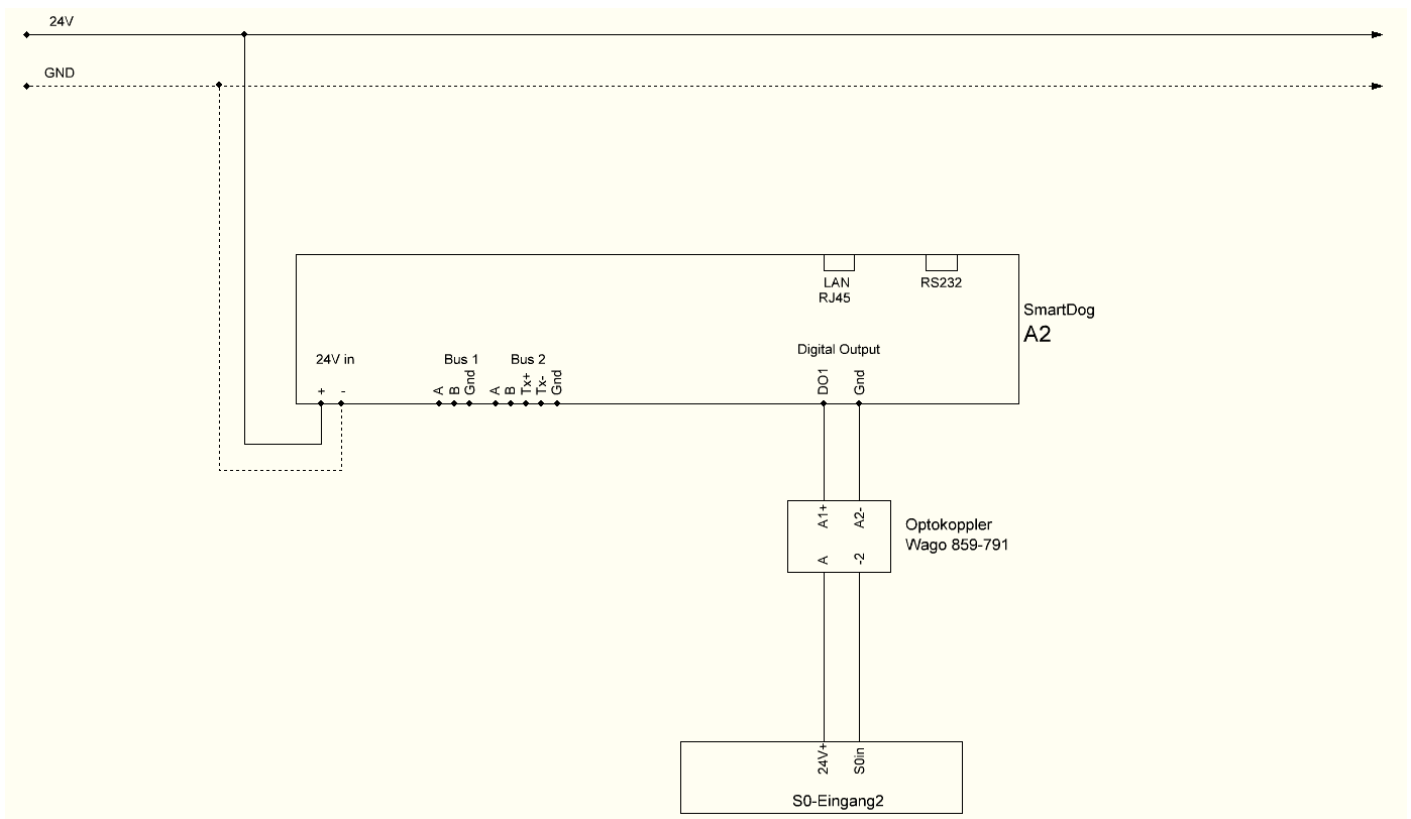 24V
GND
LAN
RJ45
RS232
SmartDog
A2
Digital Output
24V in
Bus 1
Bus 2
+
-
A
B
Gnd
A
B
Tx+
Tx-
Gnd
DO1
Gnd
A1+
A2-
Optokoppler
Wago 859-791
A
-2
24V+
S0in
S0-Eingang2